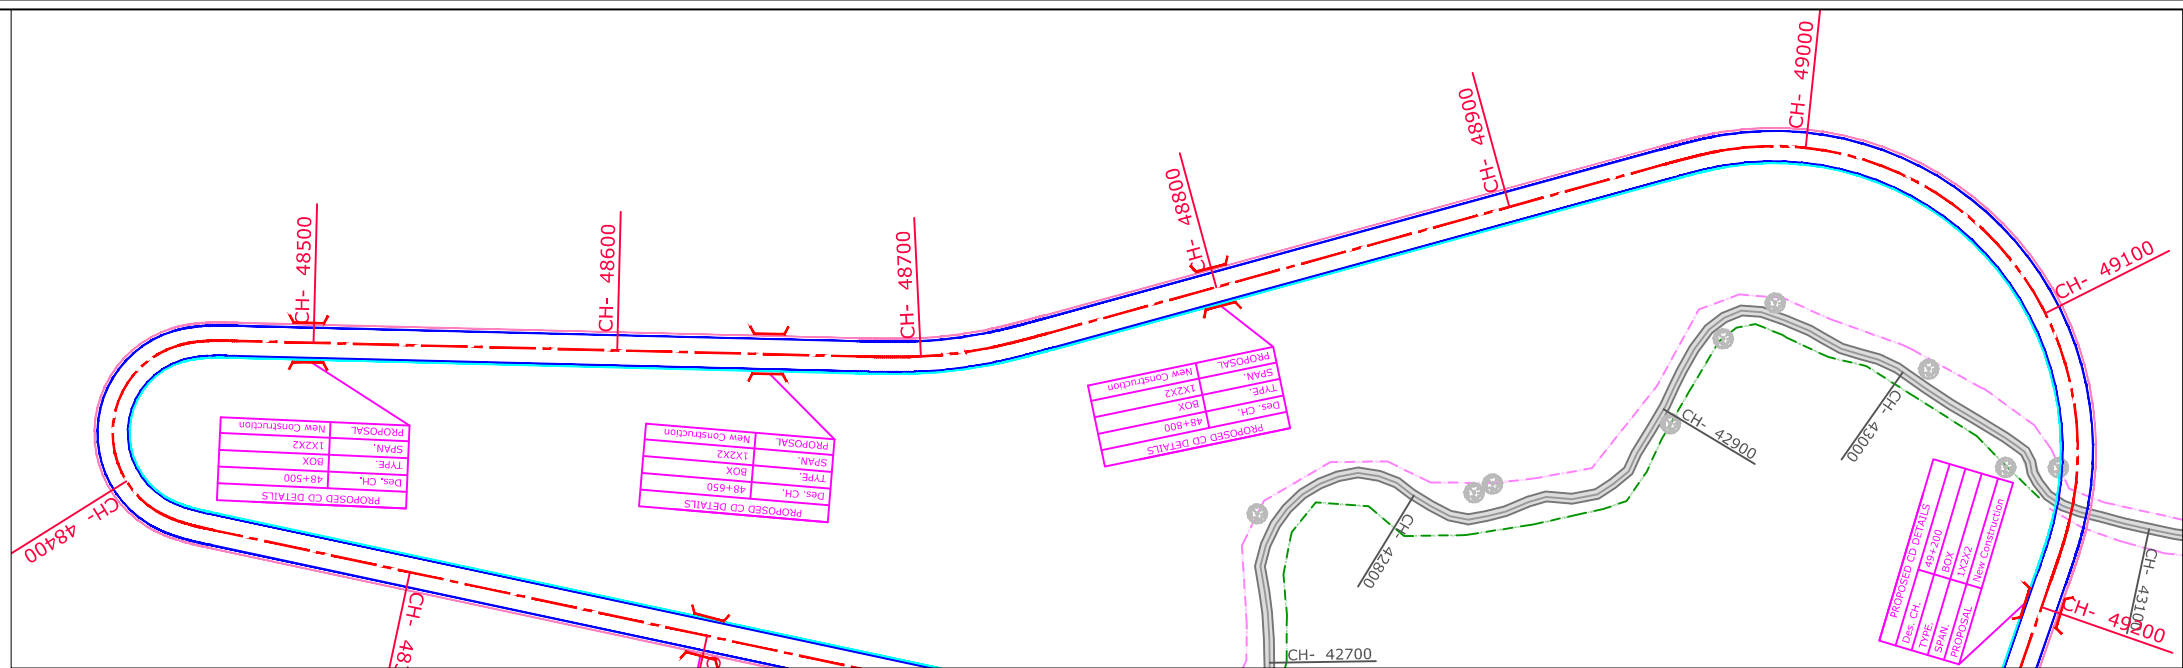 CH- 49000
CH- 48900
CH- 48800
CH- 48500
CH- 48600
CH- 48700
CH- 49100
PROPOSED CD DETAILS
Des. CH. 48+500
TYPE. BOX
SPAN. 1X2X2
PROPOSAL New Construction
PROPOSED CD DETAILS
Des. CH. 48+650
TYPE. BOX
SPAN. 1X2X2
PROPOSAL New Construction
PROPOSED CD DETAILS
Des. CH. 48+800
TYPE. BOX
SPAN. 1X2X2
PROPOSAL New Construction
CH- 42900
CH- 43000
CH- 48400
CH- 42800
PROPOSED CD DETAILS
Des. CH. 49+200
TYPE. BOX
SPAN. 1X2X2
PROPOSAL New Construction
CH- 43100
CH- 49200
CH- 42700